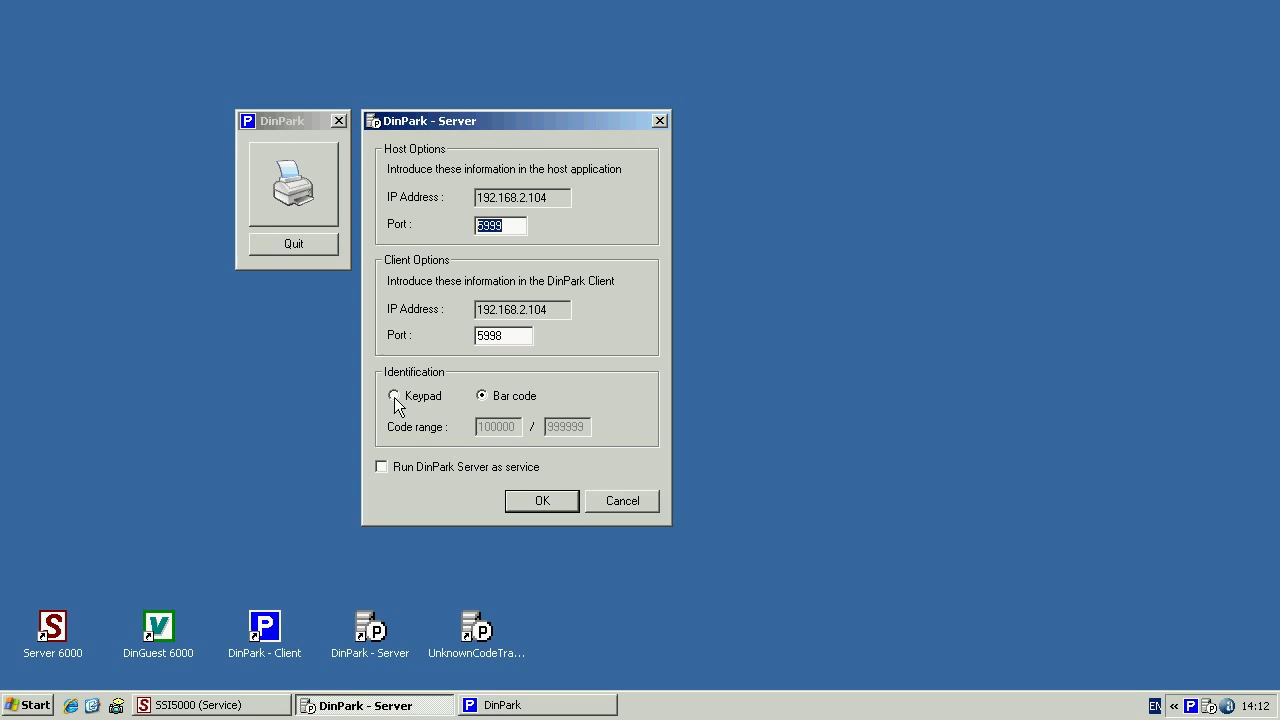 DinPark
Quit
DinPark - Server
Host Options
Introduce these information in the host application
IP Address :
192.168.2.104
Port :
5999
Client Options
Introduce these information in the DinPark Client
IP Address :
192.168.2.104
Port :
5998
Identification
Keypad
Bar code
Code range :
100000 / 999999
Run DinPark Server as service
OK
Cancel
Server 6000
DinGuest 6000
DinPark - Client
DinPark - Server
UnknownCodeTra...
Start
SSI5000 (Service)
DinPark - Server
DinPark
EN
14:12